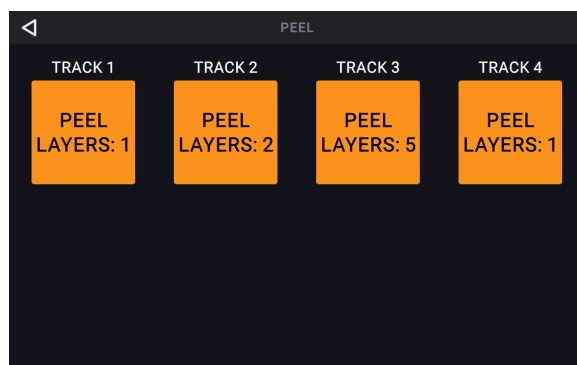 PEEL
TRACK 1
TRACK 2
TRACK 3
TRACK 4
PEEL
LAYERS: 1
PEEL
LAYERS: 2
PEEL
LAYERS: 5
PEEL
LAYERS: 1